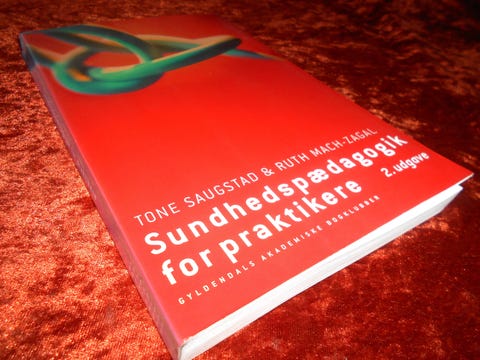 TONE SAUGSTAD & RUTH MACH-ZAGAL
Sundhedspædagogik
for praktikere
2. udgave
GYLDENDALS AKADEMISKE BOGKLUBBER